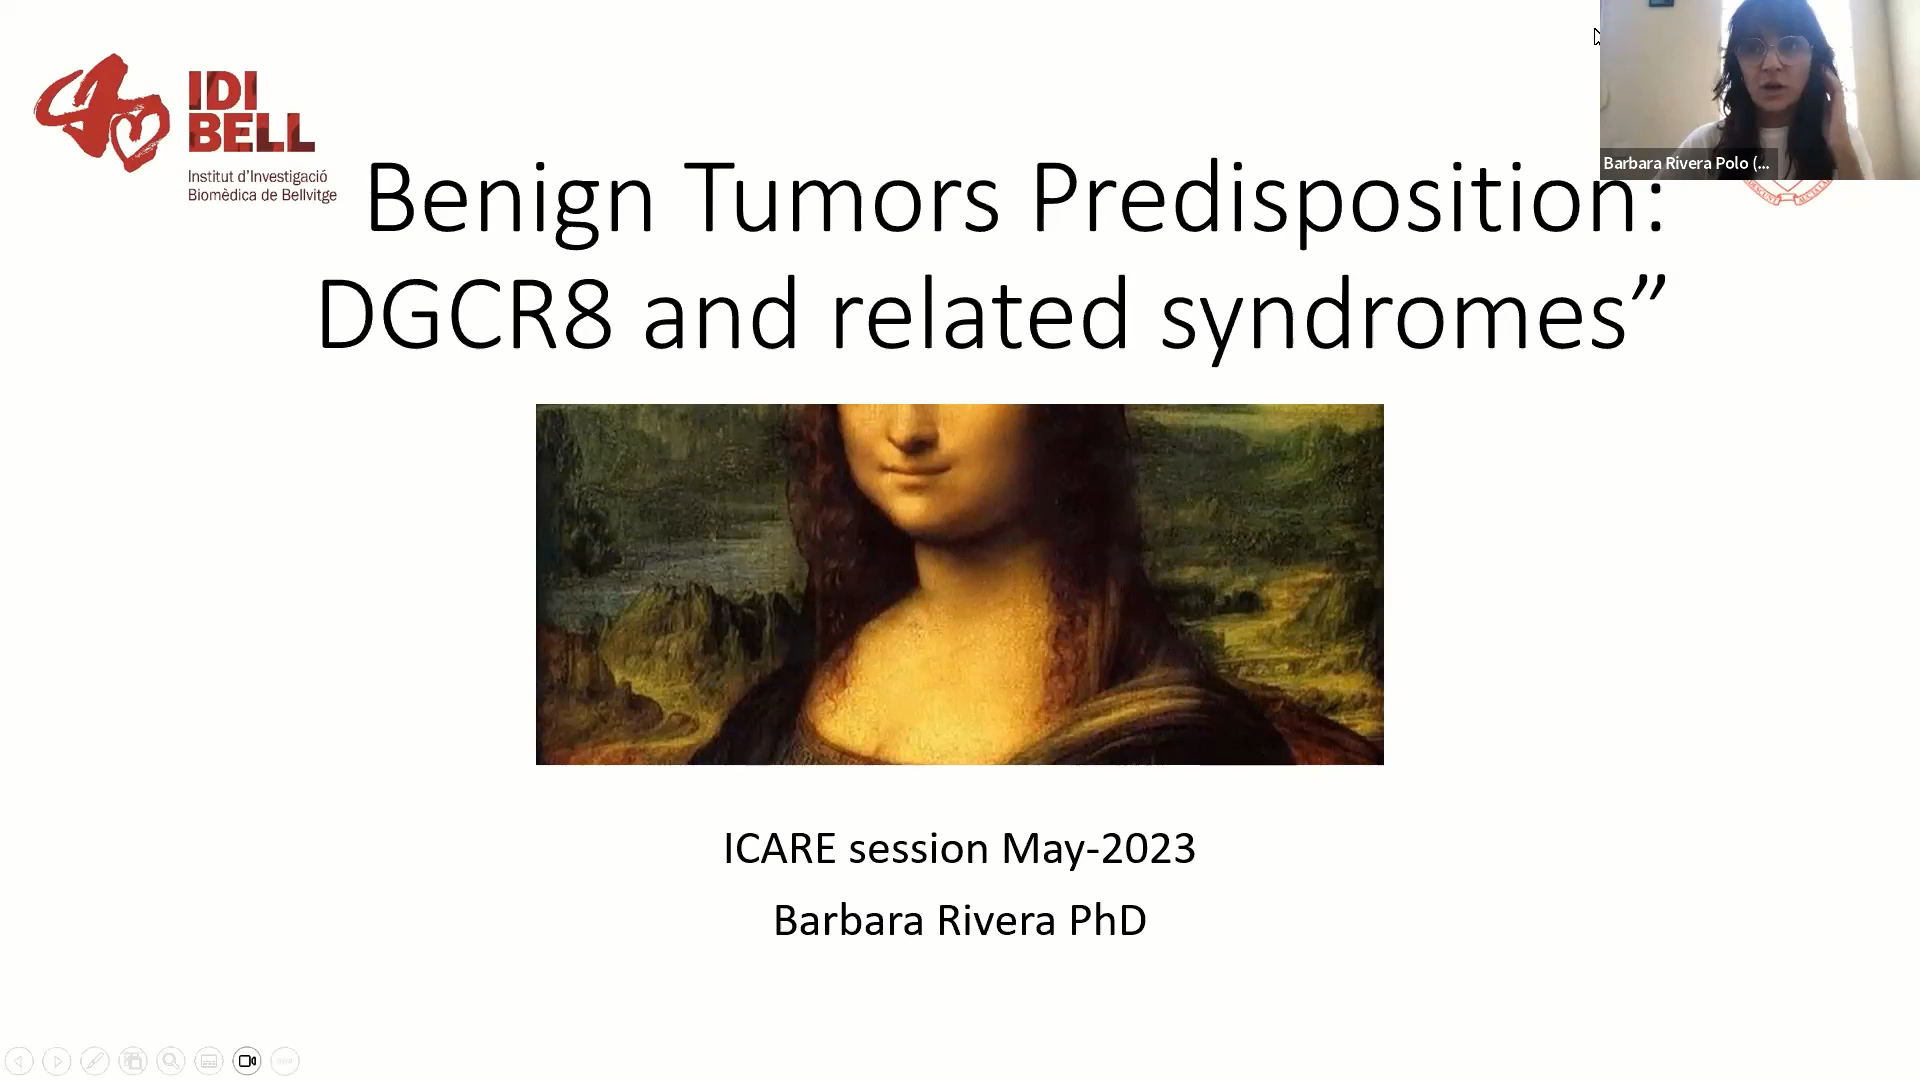 IDI
BELL
Institut d'Investigació
Biomèdica de Bellvitge
Barbara Rivera Polo (...
Benign Tumors Predisposition:
DGCR8 and related syndromes”
ICARE session May-2023
Barbara Rivera PhD